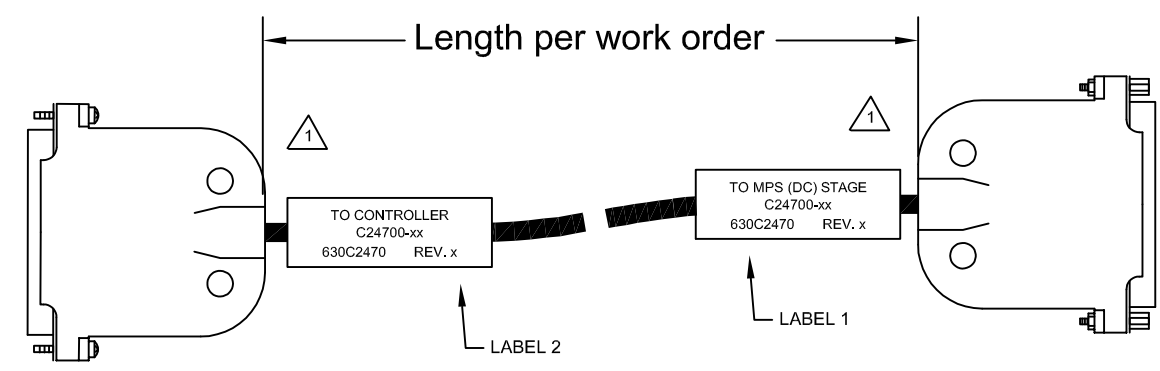 Length per work order
1
1
TO CONTROLLER
C24700-xx
630C2470 REV. x
TO MPS (DC) STAGE
C24700-xx
630C2470 REV. x
LABEL 2
LABEL 1